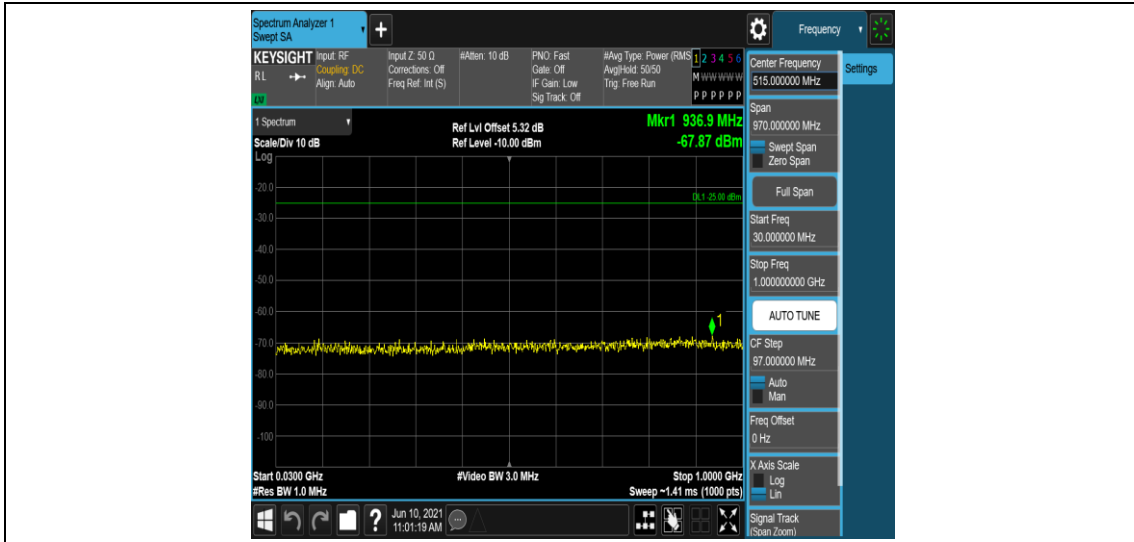 Spectrum Analyzer 1
Swept SA
+
Frequency
KEYSIGHT Input: RF Input Z: 50 Ω #Atten: 10 dB PNO: Fast #Avg Type: Power (RMS 1 2 3 4 5 6
RL Coupling: DC Corrections: Off Gate: Off Avg|Hold: 50/50 M W W W W W
Align: Auto Freq Ref: Int (S) IF Gain: Low Trig: Free Run
Sig Track: Off P P P P P P
1 Spectrum
Scale/Div 10 dB
Log
Ref Lvl Offset 5.32 dB
Ref Level -10.00 dBm
Mkr1 936.9 MHz
-67.87 dBm
DL1 -25.00 dBm
-20.0
-30.0
-40.0
-50.0
-60.0
-70.0
-80.0
-90.0
-100
1
Start 0.0300 GHz #Video BW 3.0 MHz Stop 1.0000 GHz
#Res BW 1.0 MHz Sweep ~1.41 ms (1000 pts)
Center Frequency
515.000000 MHz
Settings
Span
970.000000 MHz
Swept Span
Zero Span
Full Span
Start Freq
30.000000 MHz
Stop Freq
1.000000000 GHz
AUTO TUNE
CF Step
97.000000 MHz
Auto
Man
Freq Offset
0 Hz
X Axis Scale
Log
Lin
Signal Track
(Span Zoom)
? Jun 10, 2021
11:01:19 AM